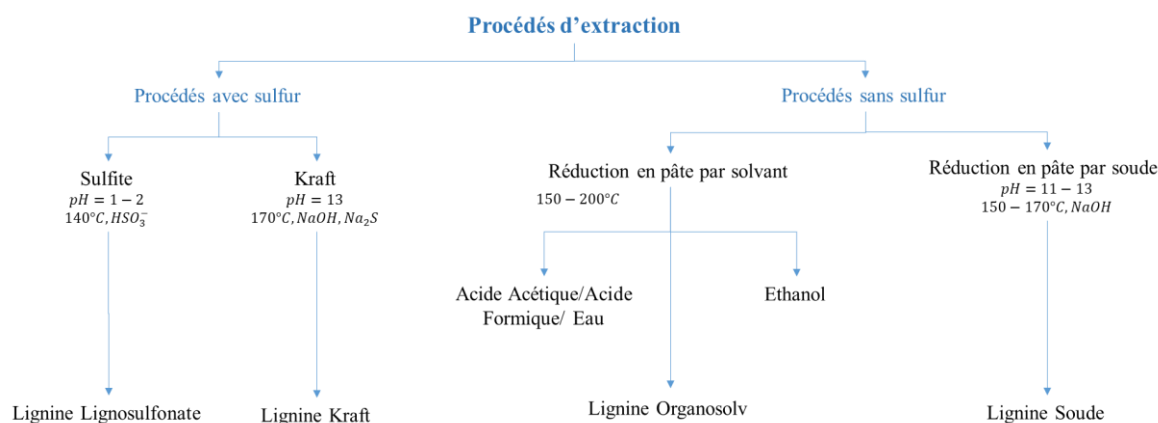 Procédés d’extraction
Procédés avec sulfur
Procédés sans sulfur
Sulfite
pH = 1 − 2
140°C, HSO₃⁻
Kraft
pH = 13
170°C, NaOH, Na₂S
Réduction en pâte par solvant
150 − 200°C
Réduction en pâte par soude
pH = 11 − 13
150 − 170°C, NaOH
Acide Acétique/Acide
Formique/ Eau
Ethanol
Lignine Lignosulfonate
Lignine Kraft
Lignine Organosolv
Lignine Soude